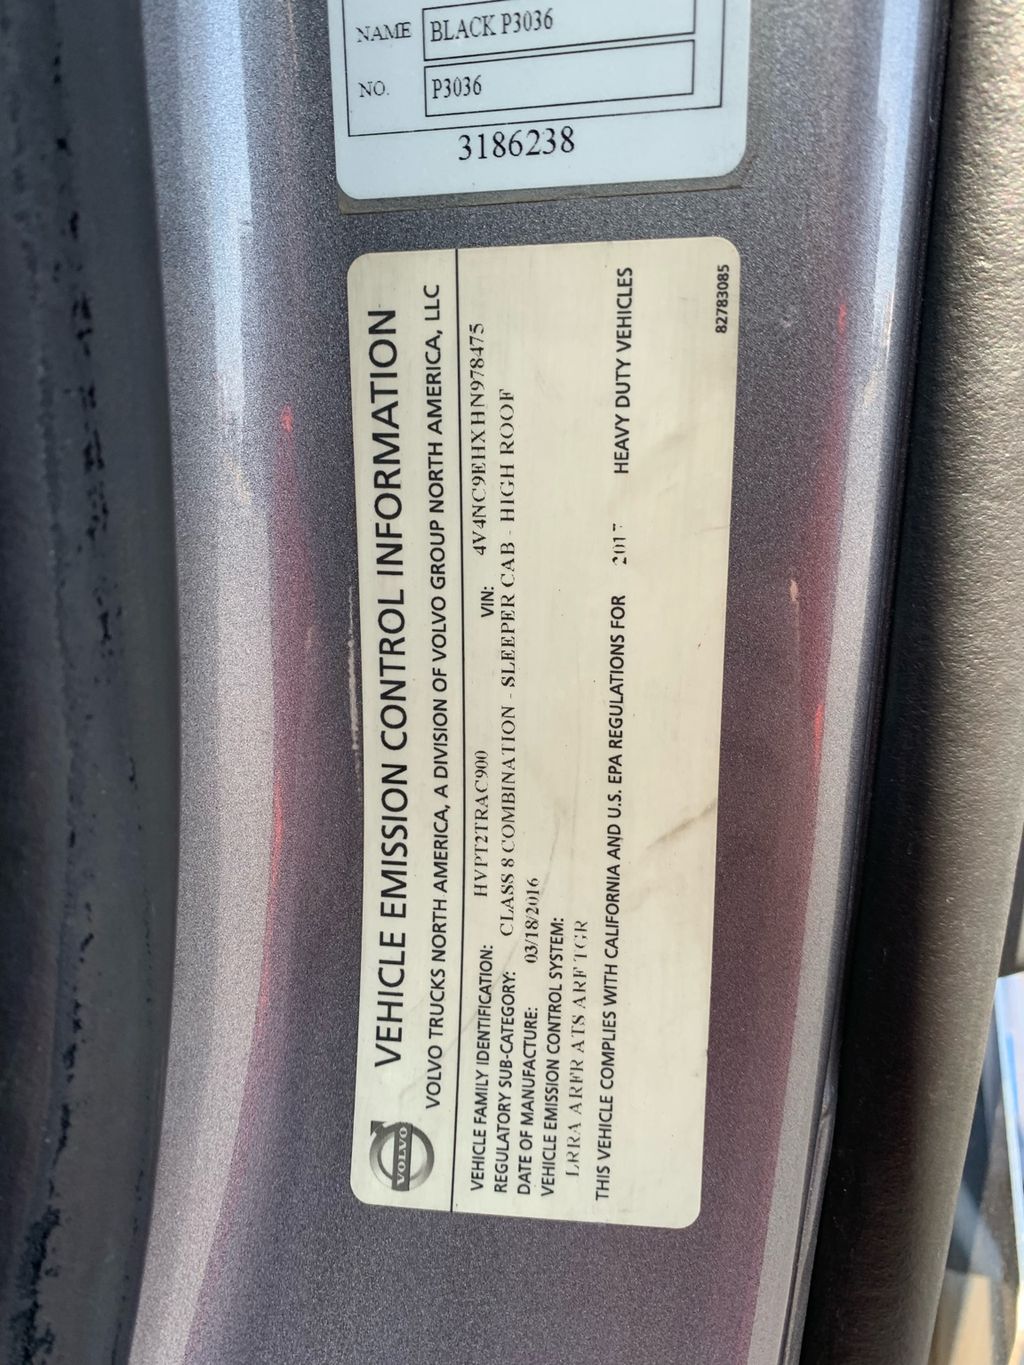 NAME BLACK P3036
NO. P3036
3186238
VOLVO
VEHICLE EMISSION CONTROL INFORMATION
VOLVO TRUCKS NORTH AMERICA, A DIVISION OF VOLVO GROUP NORTH AMERICA, LLC
VEHICLE FAMILY IDENTIFICATION: HVPT2TRAC900 VIN: 4V4NC9EHXHN978475
REGULATORY SUB-CATEGORY: CLASS 8 COMBINATION - SLEEPER CAB - HIGH ROOF
DATE OF MANUFACTURE: 03/18/2016
VEHICLE EMISSION CONTROL SYSTEM:
LRRA ARFR ATS ARF TGR
THIS VEHICLE COMPLIES WITH CALIFORNIA AND U.S. EPA REGULATIONS FOR 2017 HEAVY DUTY VEHICLES
82783085